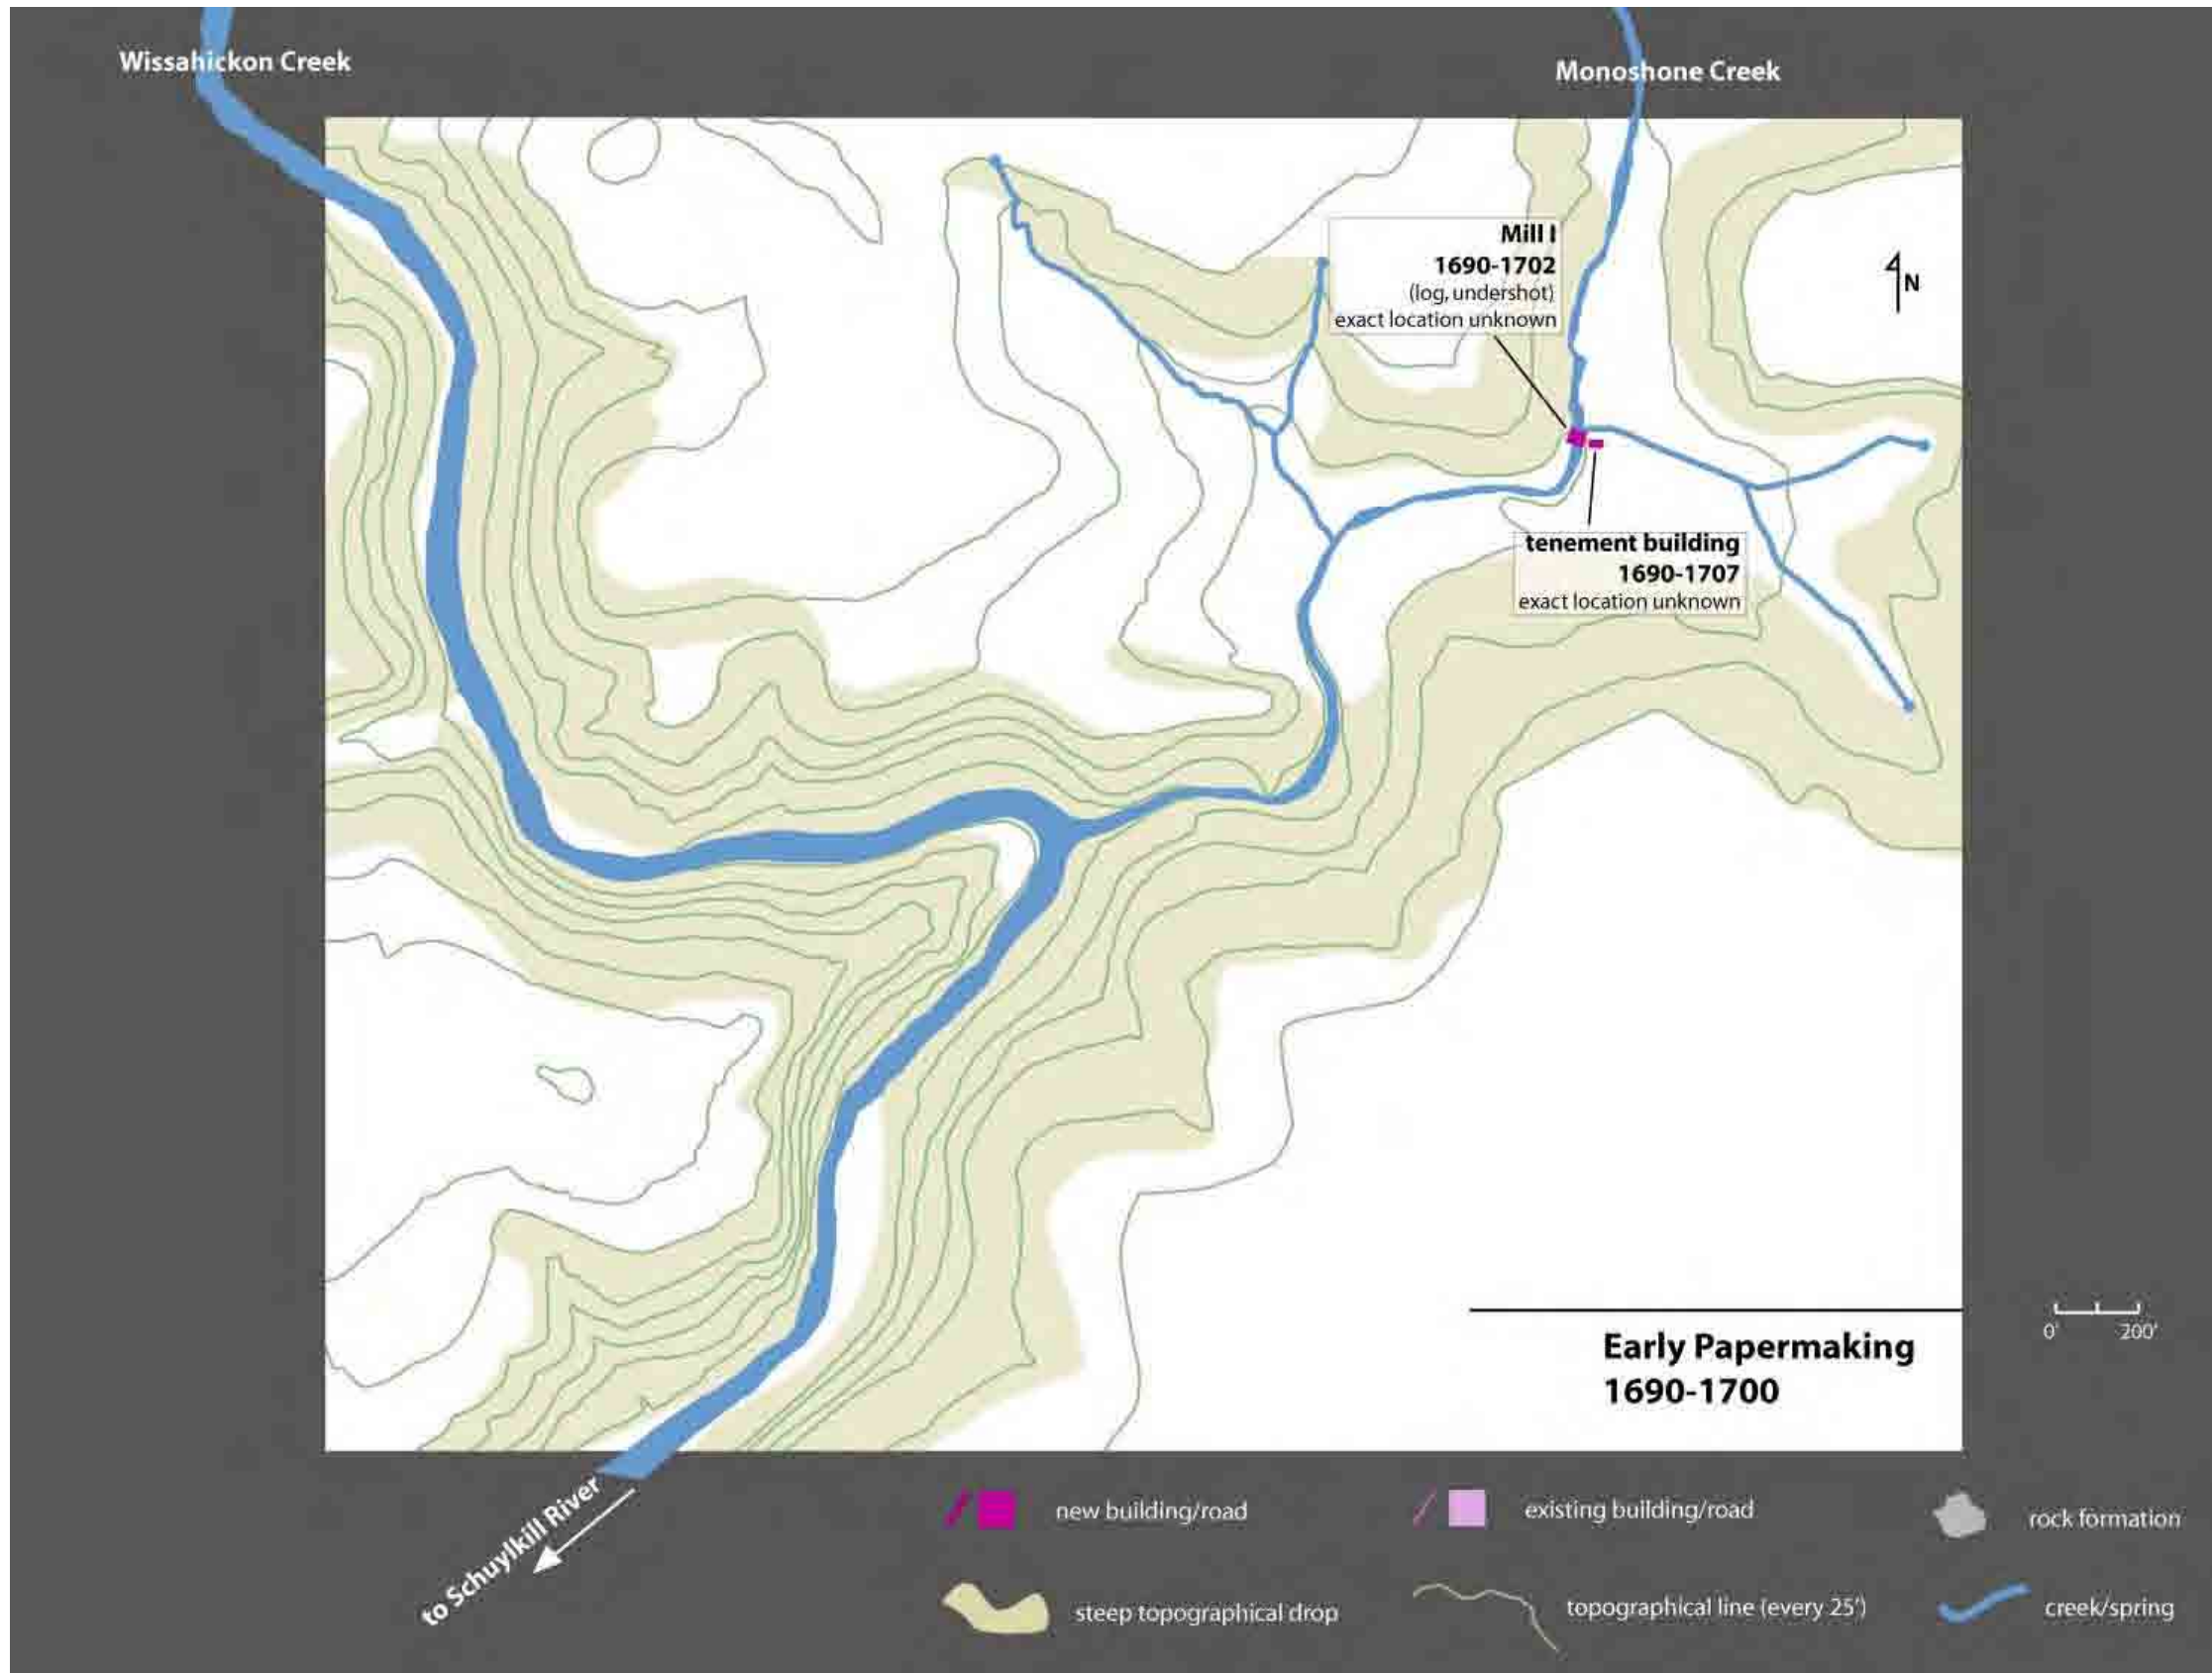 Wissahickon Creek
Monoshone Creek
Mill I
1690-1702
(log, undershot)
exact location unknown
N
tenement building
1690-1707
exact location unknown
Early Papermaking
1690-1700
0'
200'
to Schuylkill River
new building/road
existing building/road
rock formation
steep topographical drop
topographical line (every 25')
creek/spring